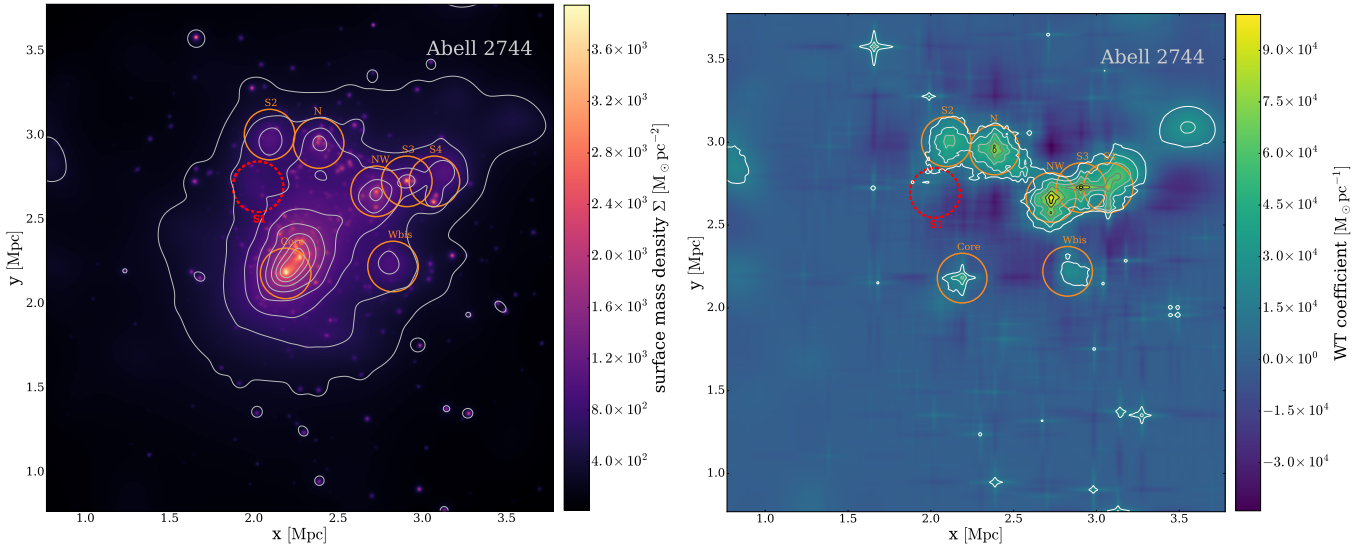 Abell 2744
S2
N
NW
S3
S4
S1
Core
Wbis
3.5
3.0
2.5
2.0
1.5
1.0
y [Mpc]
1.0 1.5 2.0 2.5 3.0 3.5
x [Mpc]
3.6 × 10³
3.2 × 10³
2.8 × 10³
2.4 × 10³
2.0 × 10³
1.6 × 10³
1.2 × 10³
8.0 × 10²
4.0 × 10²
surface mass density Σ [M⊙ pc⁻²]
Abell 2744
S2
N
NW
S3
Core
Wbis
3.5
3.0
2.5
2.0
1.5
1.0
y [Mpc]
1.0 1.5 2.0 2.5 3.0 3.5
x [Mpc]
9.0 × 10⁴
7.5 × 10⁴
6.0 × 10⁴
4.5 × 10⁴
3.0 × 10⁴
1.5 × 10⁴
0.0 × 10⁰
−1.5 × 10⁴
−3.0 × 10⁴
WT coefficient [M⊙ pc⁻¹]